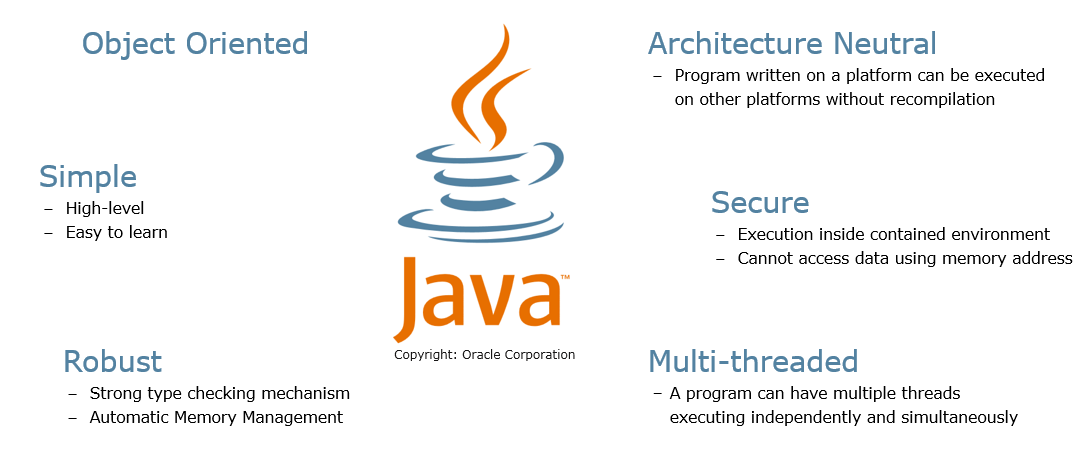 Object Oriented
Simple
– High-level
– Easy to learn
Robust
– Strong type checking mechanism
– Automatic Memory Management
Java™
Copyright: Oracle Corporation
Architecture Neutral
– Program written on a platform can be executed
on other platforms without recompilation
Secure
– Execution inside contained environment
– Cannot access data using memory address
Multi-threaded
– A program can have multiple threads
executing independently and simultaneously